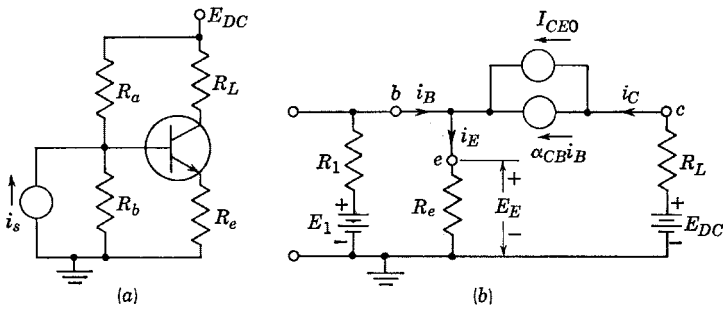 E_DC
R_a
R_L
i_s
R_b
R_e
(a)
I_CE0
b
i_B
i_C
c
i_E
α_CB i_B
R_1
e
+
R_L
+
E_1
−
R_e
E_E
−
+
E_DC
−
(b)